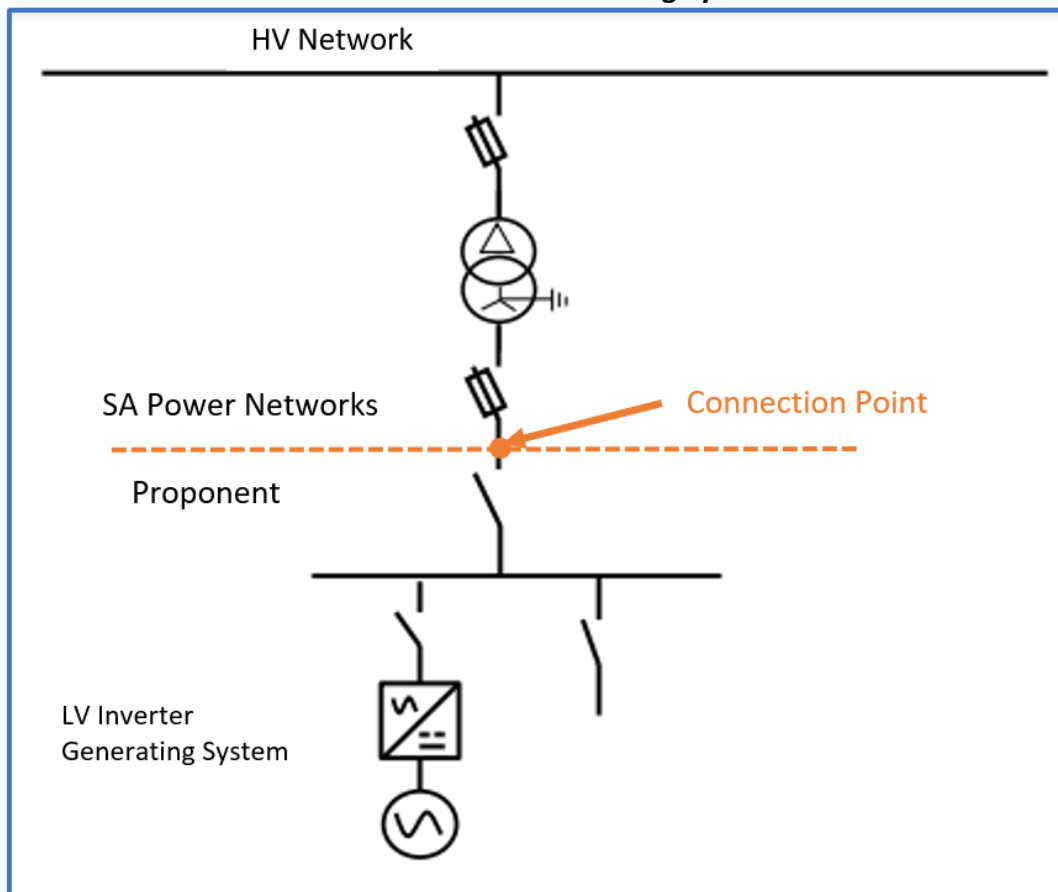 HV Network
SA Power Networks
Connection Point
Proponent
LV Inverter
Generating System